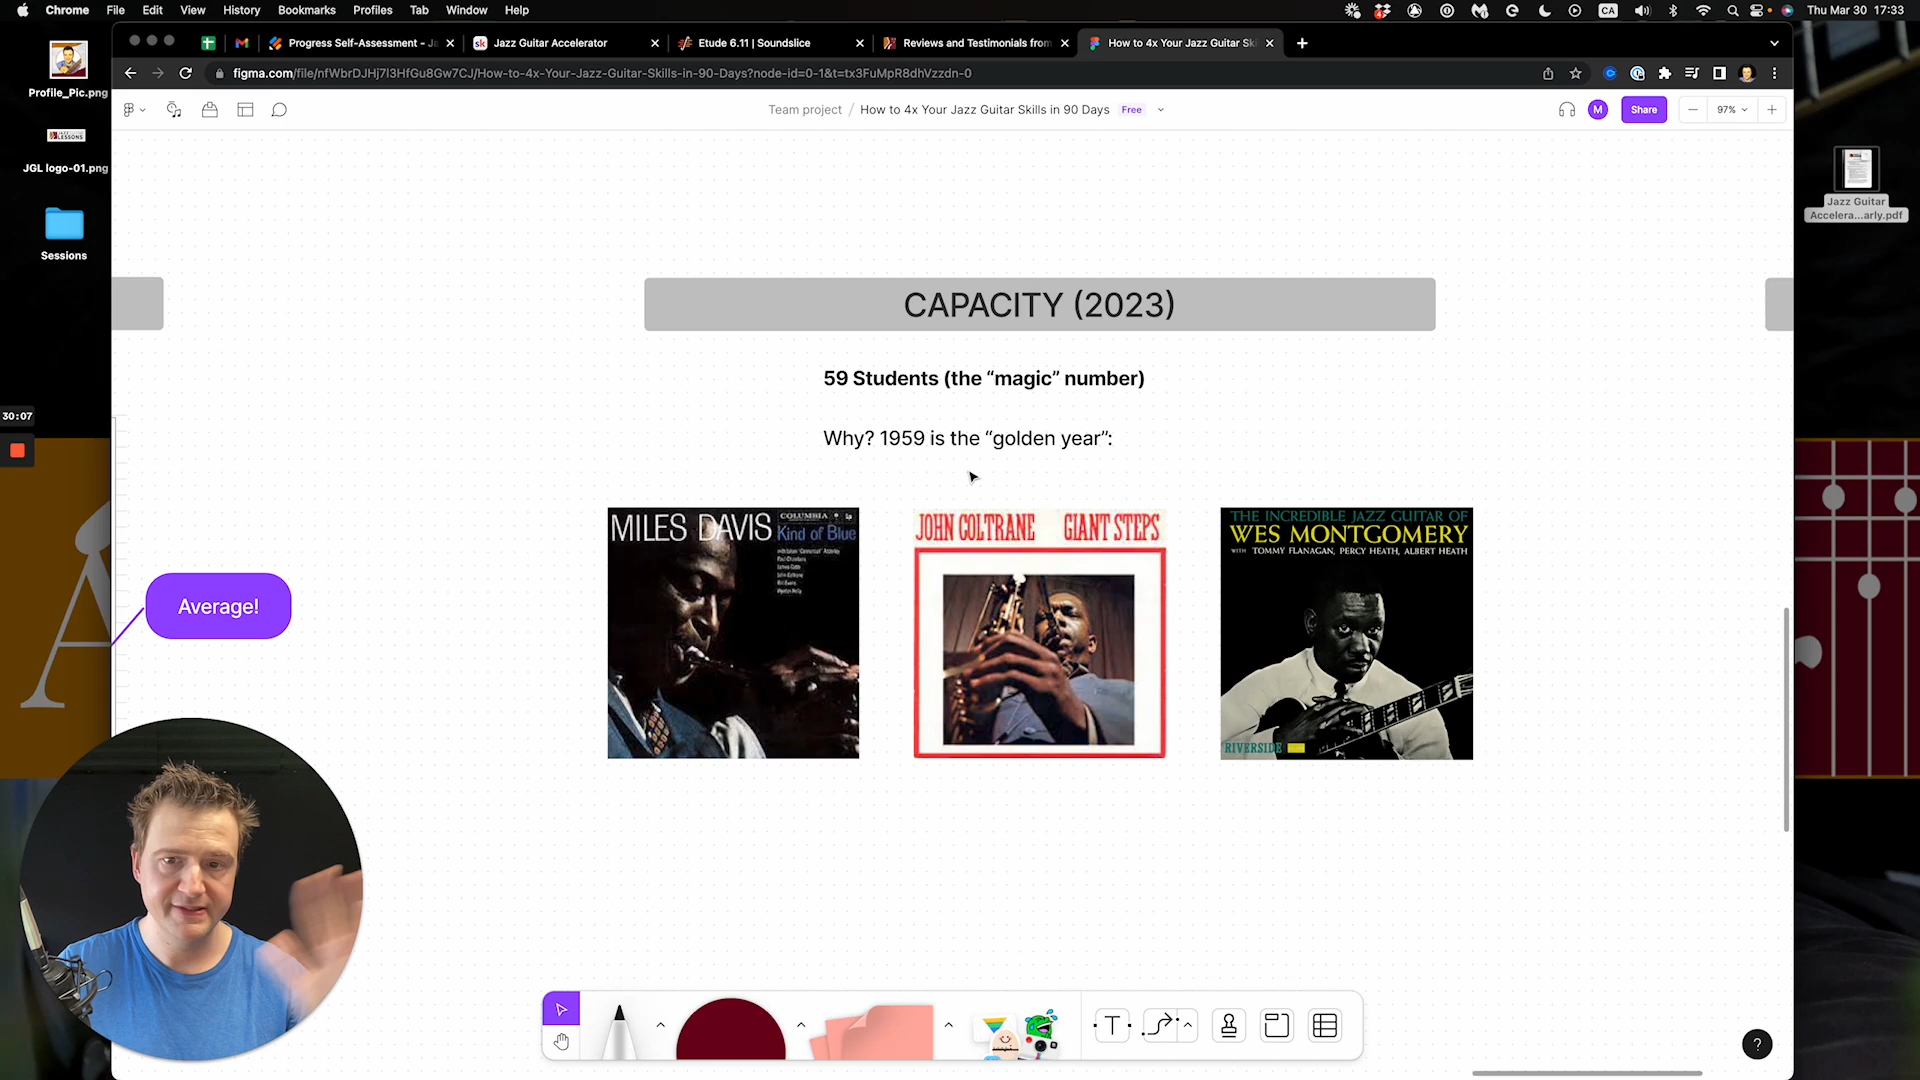 Chrome File Edit View History Bookmarks Profiles Tab Window Help
CA
Thu Mar 30 17:33
Profile_Pic.png
JGL logo-01.png
Sessions
30:07
Progress Self-Assessment - Ja
Jazz Guitar Accelerator
Etude 6.11 | Soundslice
Reviews and Testimonials from
How to 4x Your Jazz Guitar Ski
figma.com/file/nfWbrDJHj7I3HfGu8Gw7CJ/How-to-4x-Your-Jazz-Guitar-Skills-in-90-Days?node-id=0-1&t=tx3FuMpR8dhVzzdn-0
Team project / How to 4x Your Jazz Guitar Skills in 90 Days Free
M
Share
97%
Jazz Guitar
Accelera...arly.pdf
CAPACITY (2023)
59 Students (the “magic” number)
Why? 1959 is the “golden year”:
Average!
MILES DAVIS
COLUMBIA
Kind of Blue
JOHN COLTRANE GIANT STEPS
THE INCREDIBLE JAZZ GUITAR OF
WES MONTGOMERY
WITH TOMMY FLANAGAN, PERCY HEATH, ALBERT HEATH
RIVERSIDE
T
?